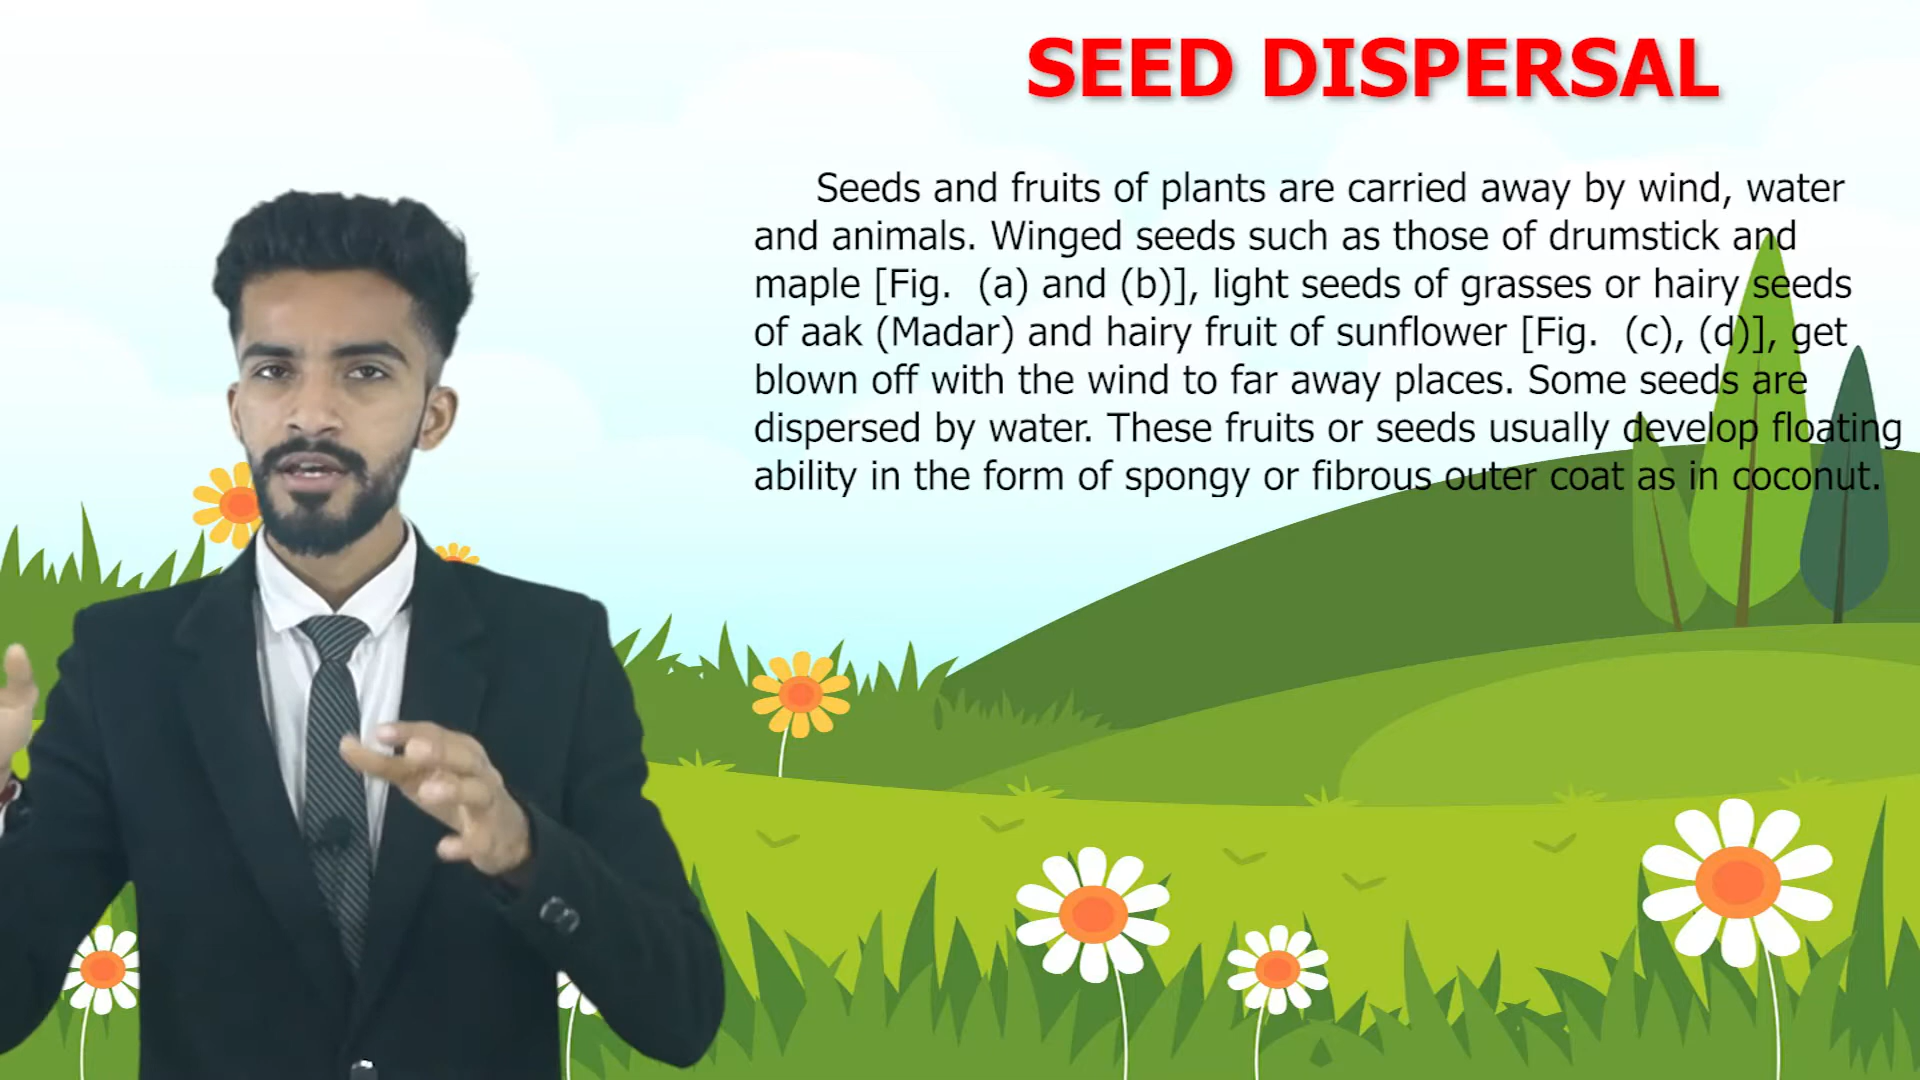 SEED DISPERSAL
Seeds and fruits of plants are carried away by wind, water
and animals. Winged seeds such as those of drumstick and
maple [Fig.  (a) and (b)], light seeds of grasses or hairy seeds
of aak (Madar) and hairy fruit of sunflower [Fig.  (c), (d)], get
blown off with the wind to far away places. Some seeds are
dispersed by water. These fruits or seeds usually develop floating
ability in the form of spongy or fibrous outer coat as in coconut.